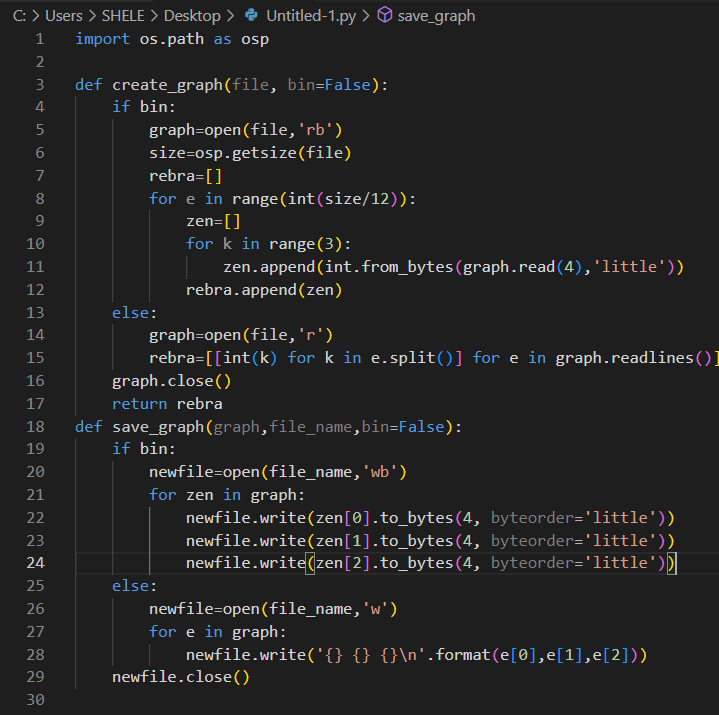 C: > Users > SHELE > Desktop > Untitled-1.py > save_graph
1 import os.path as osp
2
3 def create_graph(file, bin=False):
4     if bin:
5         graph=open(file,'rb')
6         size=osp.getsize(file)
7         rebra=[]
8         for e in range(int(size/12)):
9             zen=[]
10             for k in range(3):
11                 zen.append(int.from_bytes(graph.read(4),'little'))
12             rebra.append(zen)
13     else:
14         graph=open(file,'r')
15         rebra=[[int(k) for k in e.split()] for e in graph.readlines()]
16     graph.close()
17     return rebra
18 def save_graph(graph,file_name,bin=False):
19     if bin:
20         newfile=open(file_name,'wb')
21         for zen in graph:
22             newfile.write(zen[0].to_bytes(4, byteorder='little'))
23             newfile.write(zen[1].to_bytes(4, byteorder='little'))
24             newfile.write(zen[2].to_bytes(4, byteorder='little'))
25     else:
26         newfile=open(file_name,'w')
27         for e in graph:
28             newfile.write('{} {} {}\n'.format(e[0],e[1],e[2]))
29     newfile.close()
30